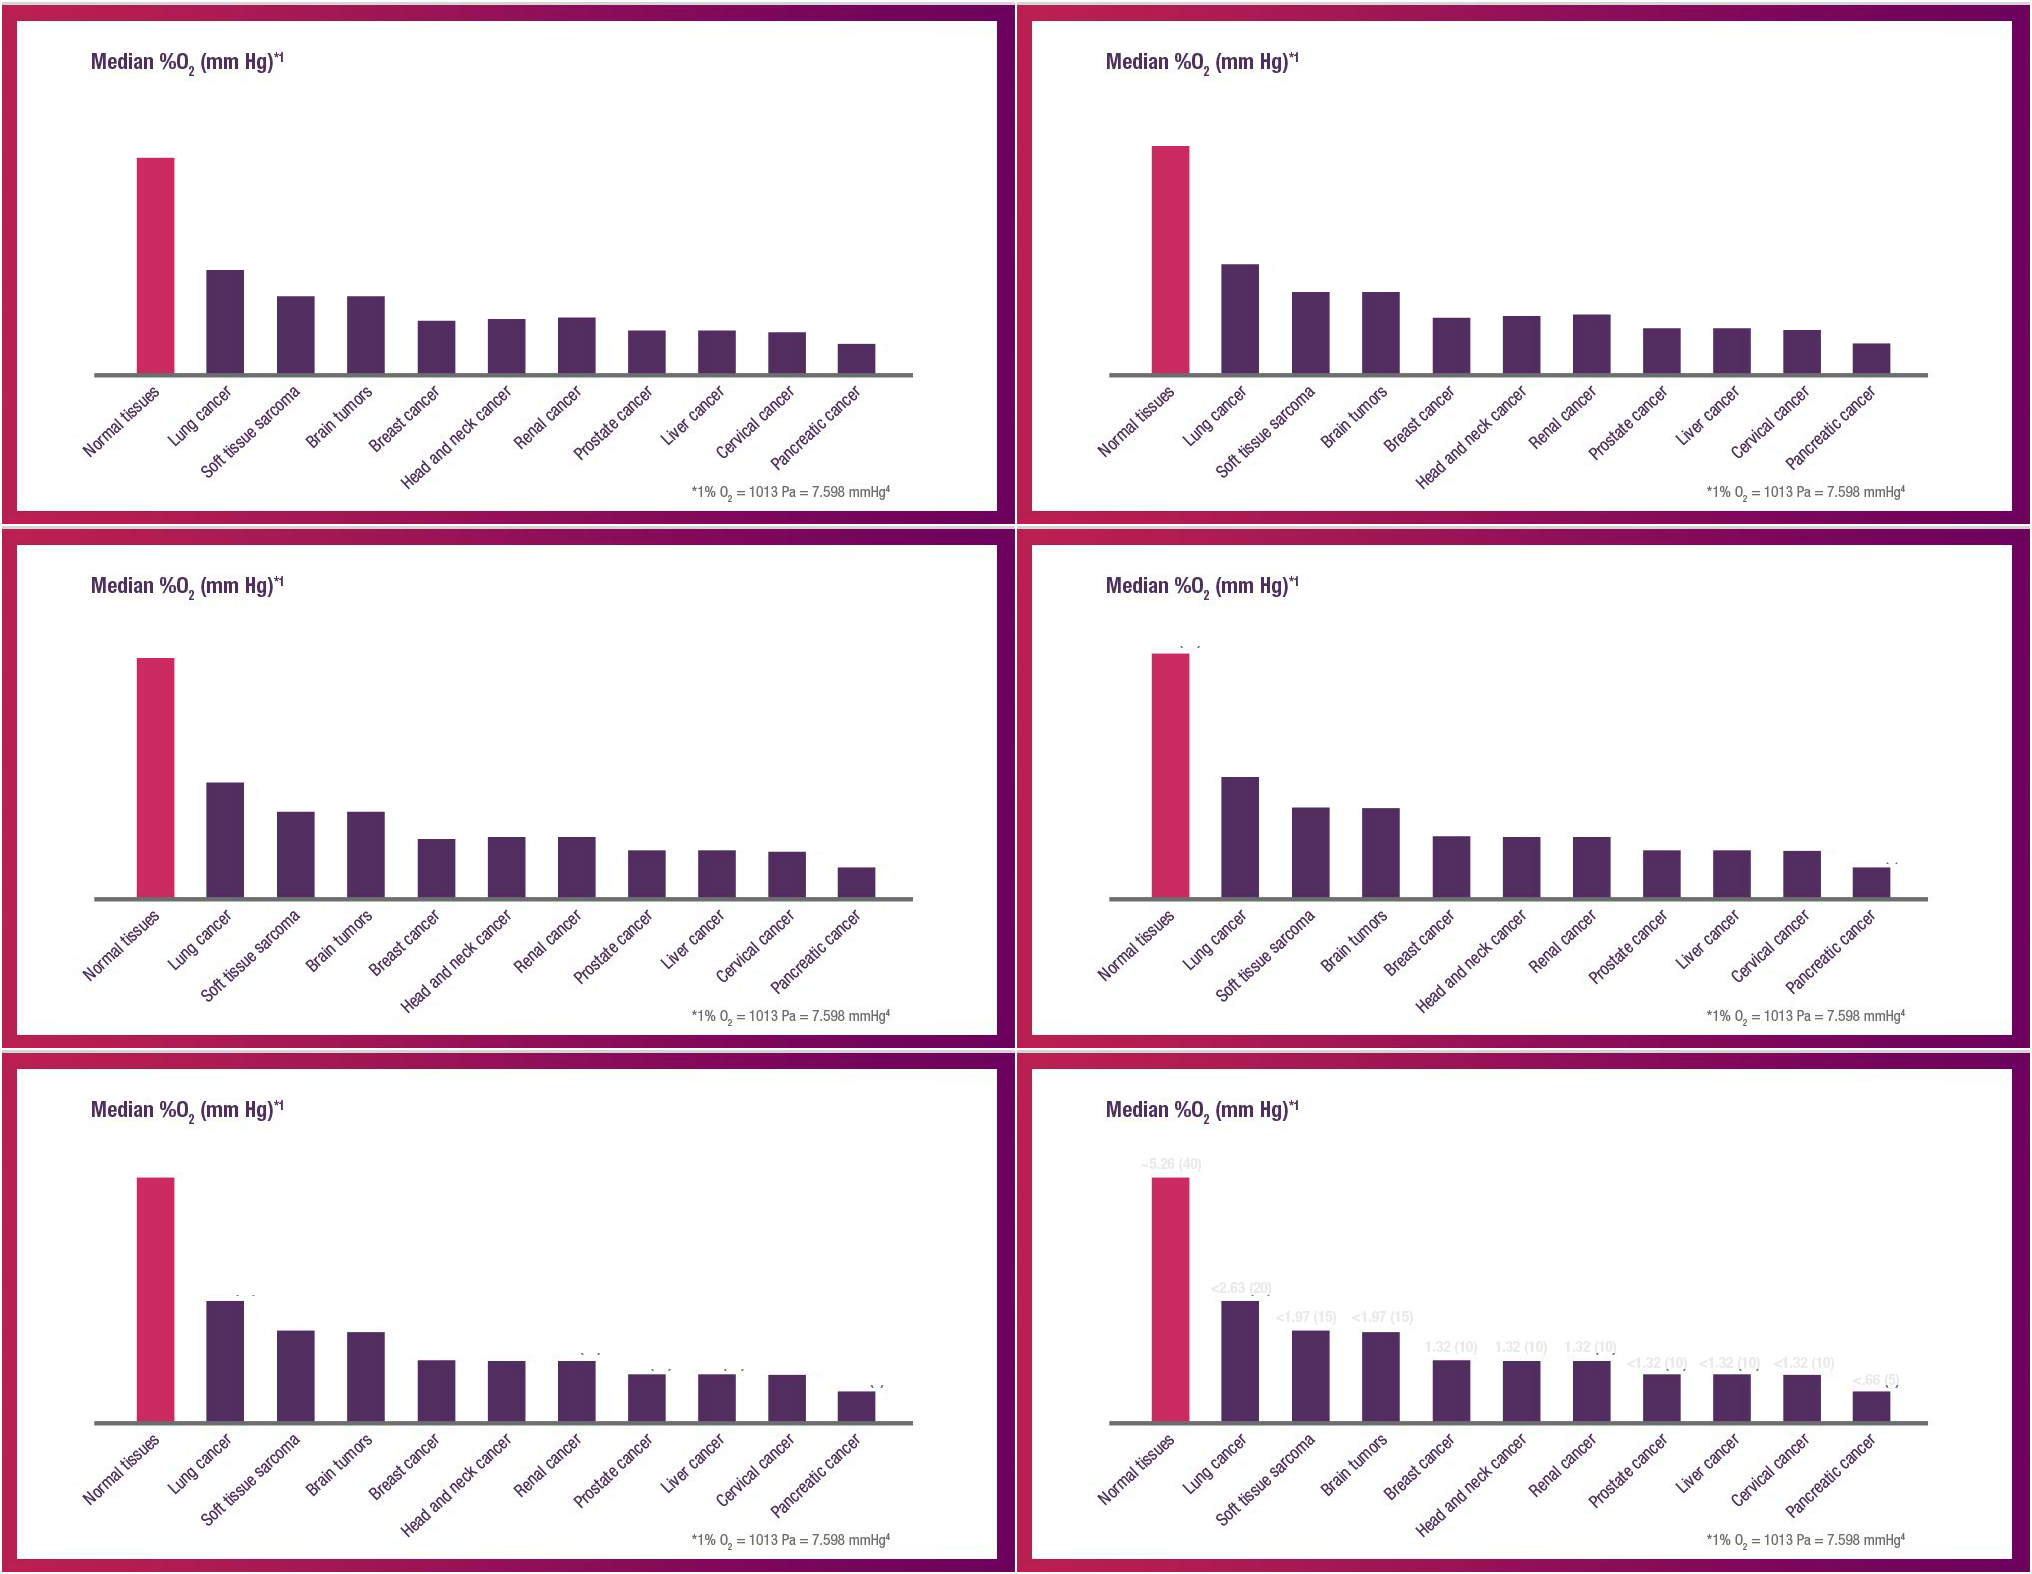 Median %O2 (mm Hg)*1
Normal tissues
Lung cancer
Soft tissue sarcoma
Brain tumors
Breast cancer
Head and neck cancer
Renal cancer
Prostate cancer
Liver cancer
Cervical cancer
Pancreatic cancer
*1% O2 = 1013 Pa = 7.598 mmHg4
Median %O2 (mm Hg)*1
Normal tissues
Lung cancer
Soft tissue sarcoma
Brain tumors
Breast cancer
Head and neck cancer
Renal cancer
Prostate cancer
Liver cancer
Cervical cancer
Pancreatic cancer
*1% O2 = 1013 Pa = 7.598 mmHg4
Median %O2 (mm Hg)*1
Normal tissues
Lung cancer
Soft tissue sarcoma
Brain tumors
Breast cancer
Head and neck cancer
Renal cancer
Prostate cancer
Liver cancer
Cervical cancer
Pancreatic cancer
*1% O2 = 1013 Pa = 7.598 mmHg4
Median %O2 (mm Hg)*1
Normal tissues
Lung cancer
Soft tissue sarcoma
Brain tumors
Breast cancer
Head and neck cancer
Renal cancer
Prostate cancer
Liver cancer
Cervical cancer
Pancreatic cancer
*1% O2 = 1013 Pa = 7.598 mmHg4
Median %O2 (mm Hg)*1
Normal tissues
Lung cancer
Soft tissue sarcoma
Brain tumors
Breast cancer
Head and neck cancer
Renal cancer
Prostate cancer
Liver cancer
Cervical cancer
Pancreatic cancer
*1% O2 = 1013 Pa = 7.598 mmHg4
Median %O2 (mm Hg)*1
~5.26 (40)
<2.63 (20)
<1.97 (15)
<1.97 (15)
1.32 (10)
1.32 (10)
1.32 (10)
<1.32 (10)
<1.32 (10)
<1.32 (10)
<.66 (5)
Normal tissues
Lung cancer
Soft tissue sarcoma
Brain tumors
Breast cancer
Head and neck cancer
Renal cancer
Prostate cancer
Liver cancer
Cervical cancer
Pancreatic cancer
*1% O2 = 1013 Pa = 7.598 mmHg4